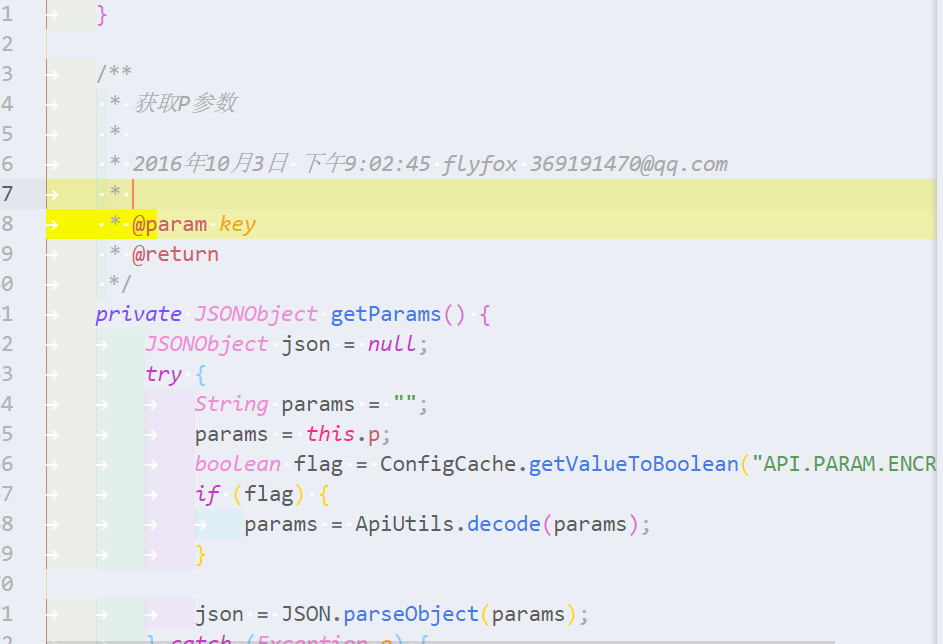 1 }
2
3 /**
4 * 获取P参数
5 *
6 * 2016年10月3日 下午9:02:45 flyfox 369191470@qq.com
7 *
8 * @param key
9 * @return
0 */
1 private JSONObject getParams() {
2 JSONObject json = null;
3 try {
4 String params = "";
5 params = this.p;
6 boolean flag = ConfigCache.getValueToBoolean("API.PARAM.ENCR
7 if (flag) {
8 params = ApiUtils.decode(params);
9 }
0
1 json = JSON.parseObject(params);
2 } catch (Exception e) {